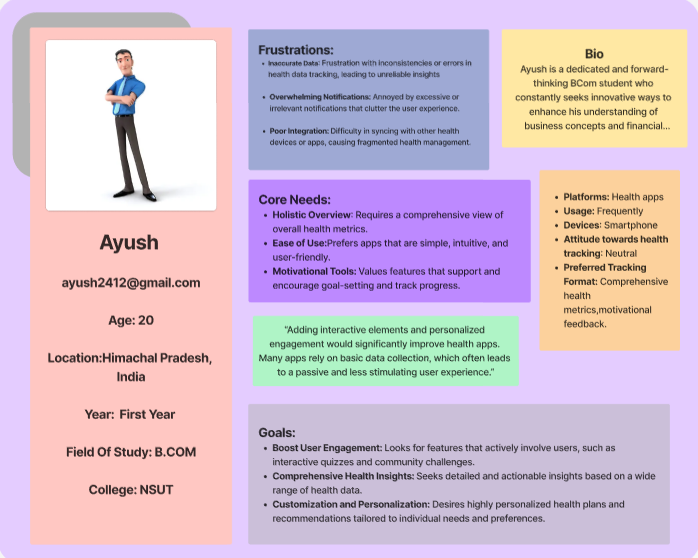 Ayush
ayush2412@gmail.com
Age: 20
Location:Himachal Pradesh,
India
Year:  First Year
Field Of Study: B.COM
College: NSUT
Frustrations:
• Inaccurate Data: Frustration with inconsistencies or errors in
health data tracking, leading to unreliable insights
• Overwhelming Notifications: Annoyed by excessive or
irrelevant notifications that clutter the user experience.
• Poor Integration: Difficulty in syncing with other health
devices or apps, causing fragmented health management.
Bio
Ayush is a dedicated and forward-
thinking BCom student who
constantly seeks innovative ways to
enhance his understanding of
business concepts and financial...
Core Needs:
• Holistic Overview: Requires a comprehensive view of
overall health metrics.
• Ease of Use:Prefers apps that are simple, intuitive, and
user-friendly.
• Motivational Tools: Values features that support and
encourage goal-setting and track progress.
• Platforms: Health apps
• Usage: Frequently
• Devices: Smartphone
• Attitude towards health
tracking: Neutral
• Preferred Tracking
Format: Comprehensive
health
metrics,motivational
feedback.
"Adding interactive elements and personalized
engagement would significantly improve health apps.
Many apps rely on basic data collection, which often leads
to a passive and less stimulating user experience."
Goals:
• Boost User Engagement: Looks for features that actively involve users, such as
interactive quizzes and community challenges.
• Comprehensive Health Insights: Seeks detailed and actionable insights based on a wide
range of health data.
• Customization and Personalization: Desires highly personalized health plans and
recommendations tailored to individual needs and preferences.